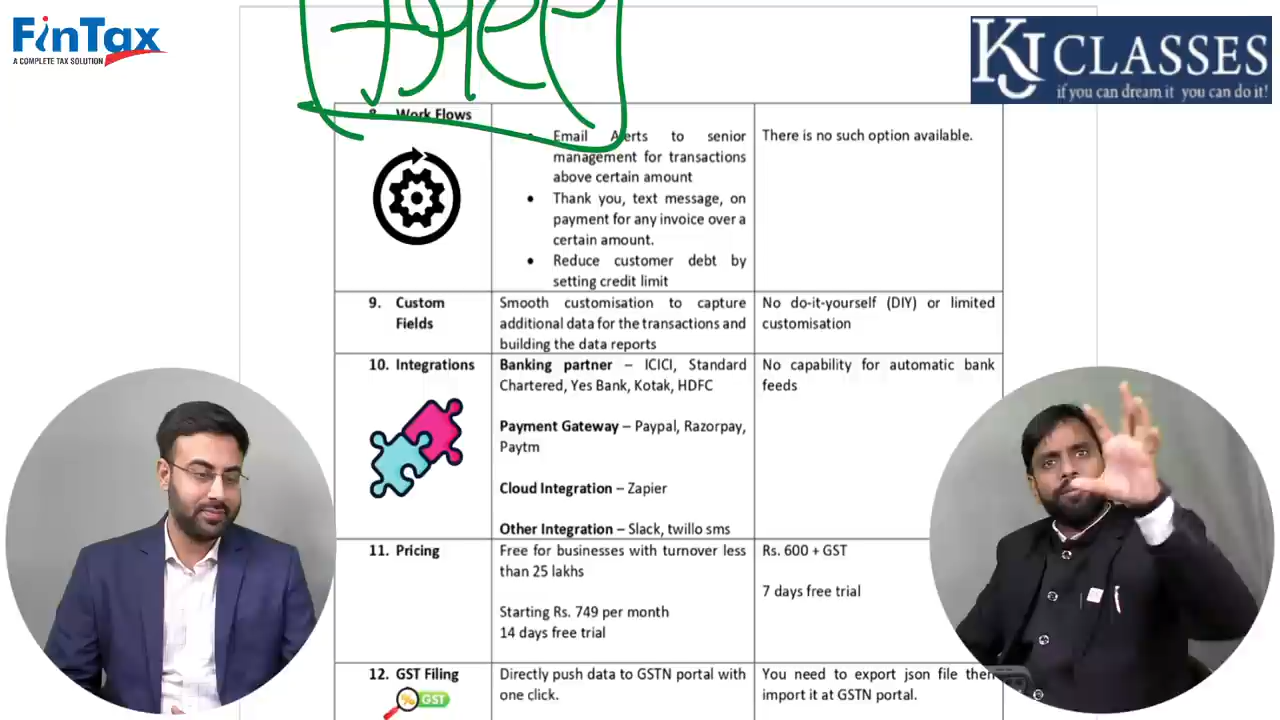 FinTax
A COMPLETE TAX SOLUTION
KJ CLASSES
if you can dream it you can do it!
8. Work Flows
• Email Alerts to senior
management for transactions
above certain amount
• Thank you, text message, on
payment for any invoice over a
certain amount.
• Reduce customer debt by
setting credit limit
There is no such option available.
9. Custom
Fields
Smooth customisation to capture
additional data for the transactions and
building the data reports
No do-it-yourself (DIY) or limited
customisation
10. Integrations
Banking partner – ICICI, Standard
Chartered, Yes Bank, Kotak, HDFC
Payment Gateway – Paypal, Razorpay,
Paytm
Cloud Integration – Zapier
Other Integration – Slack, twillo sms
No capability for automatic bank
feeds
11. Pricing
Free for businesses with turnover less
than 25 lakhs
Starting Rs. 749 per month
14 days free trial
Rs. 600 + GST
7 days free trial
12. GST Filing
% GST
Directly push data to GSTN portal with
one click.
You need to export json file then
import it at GSTN portal.